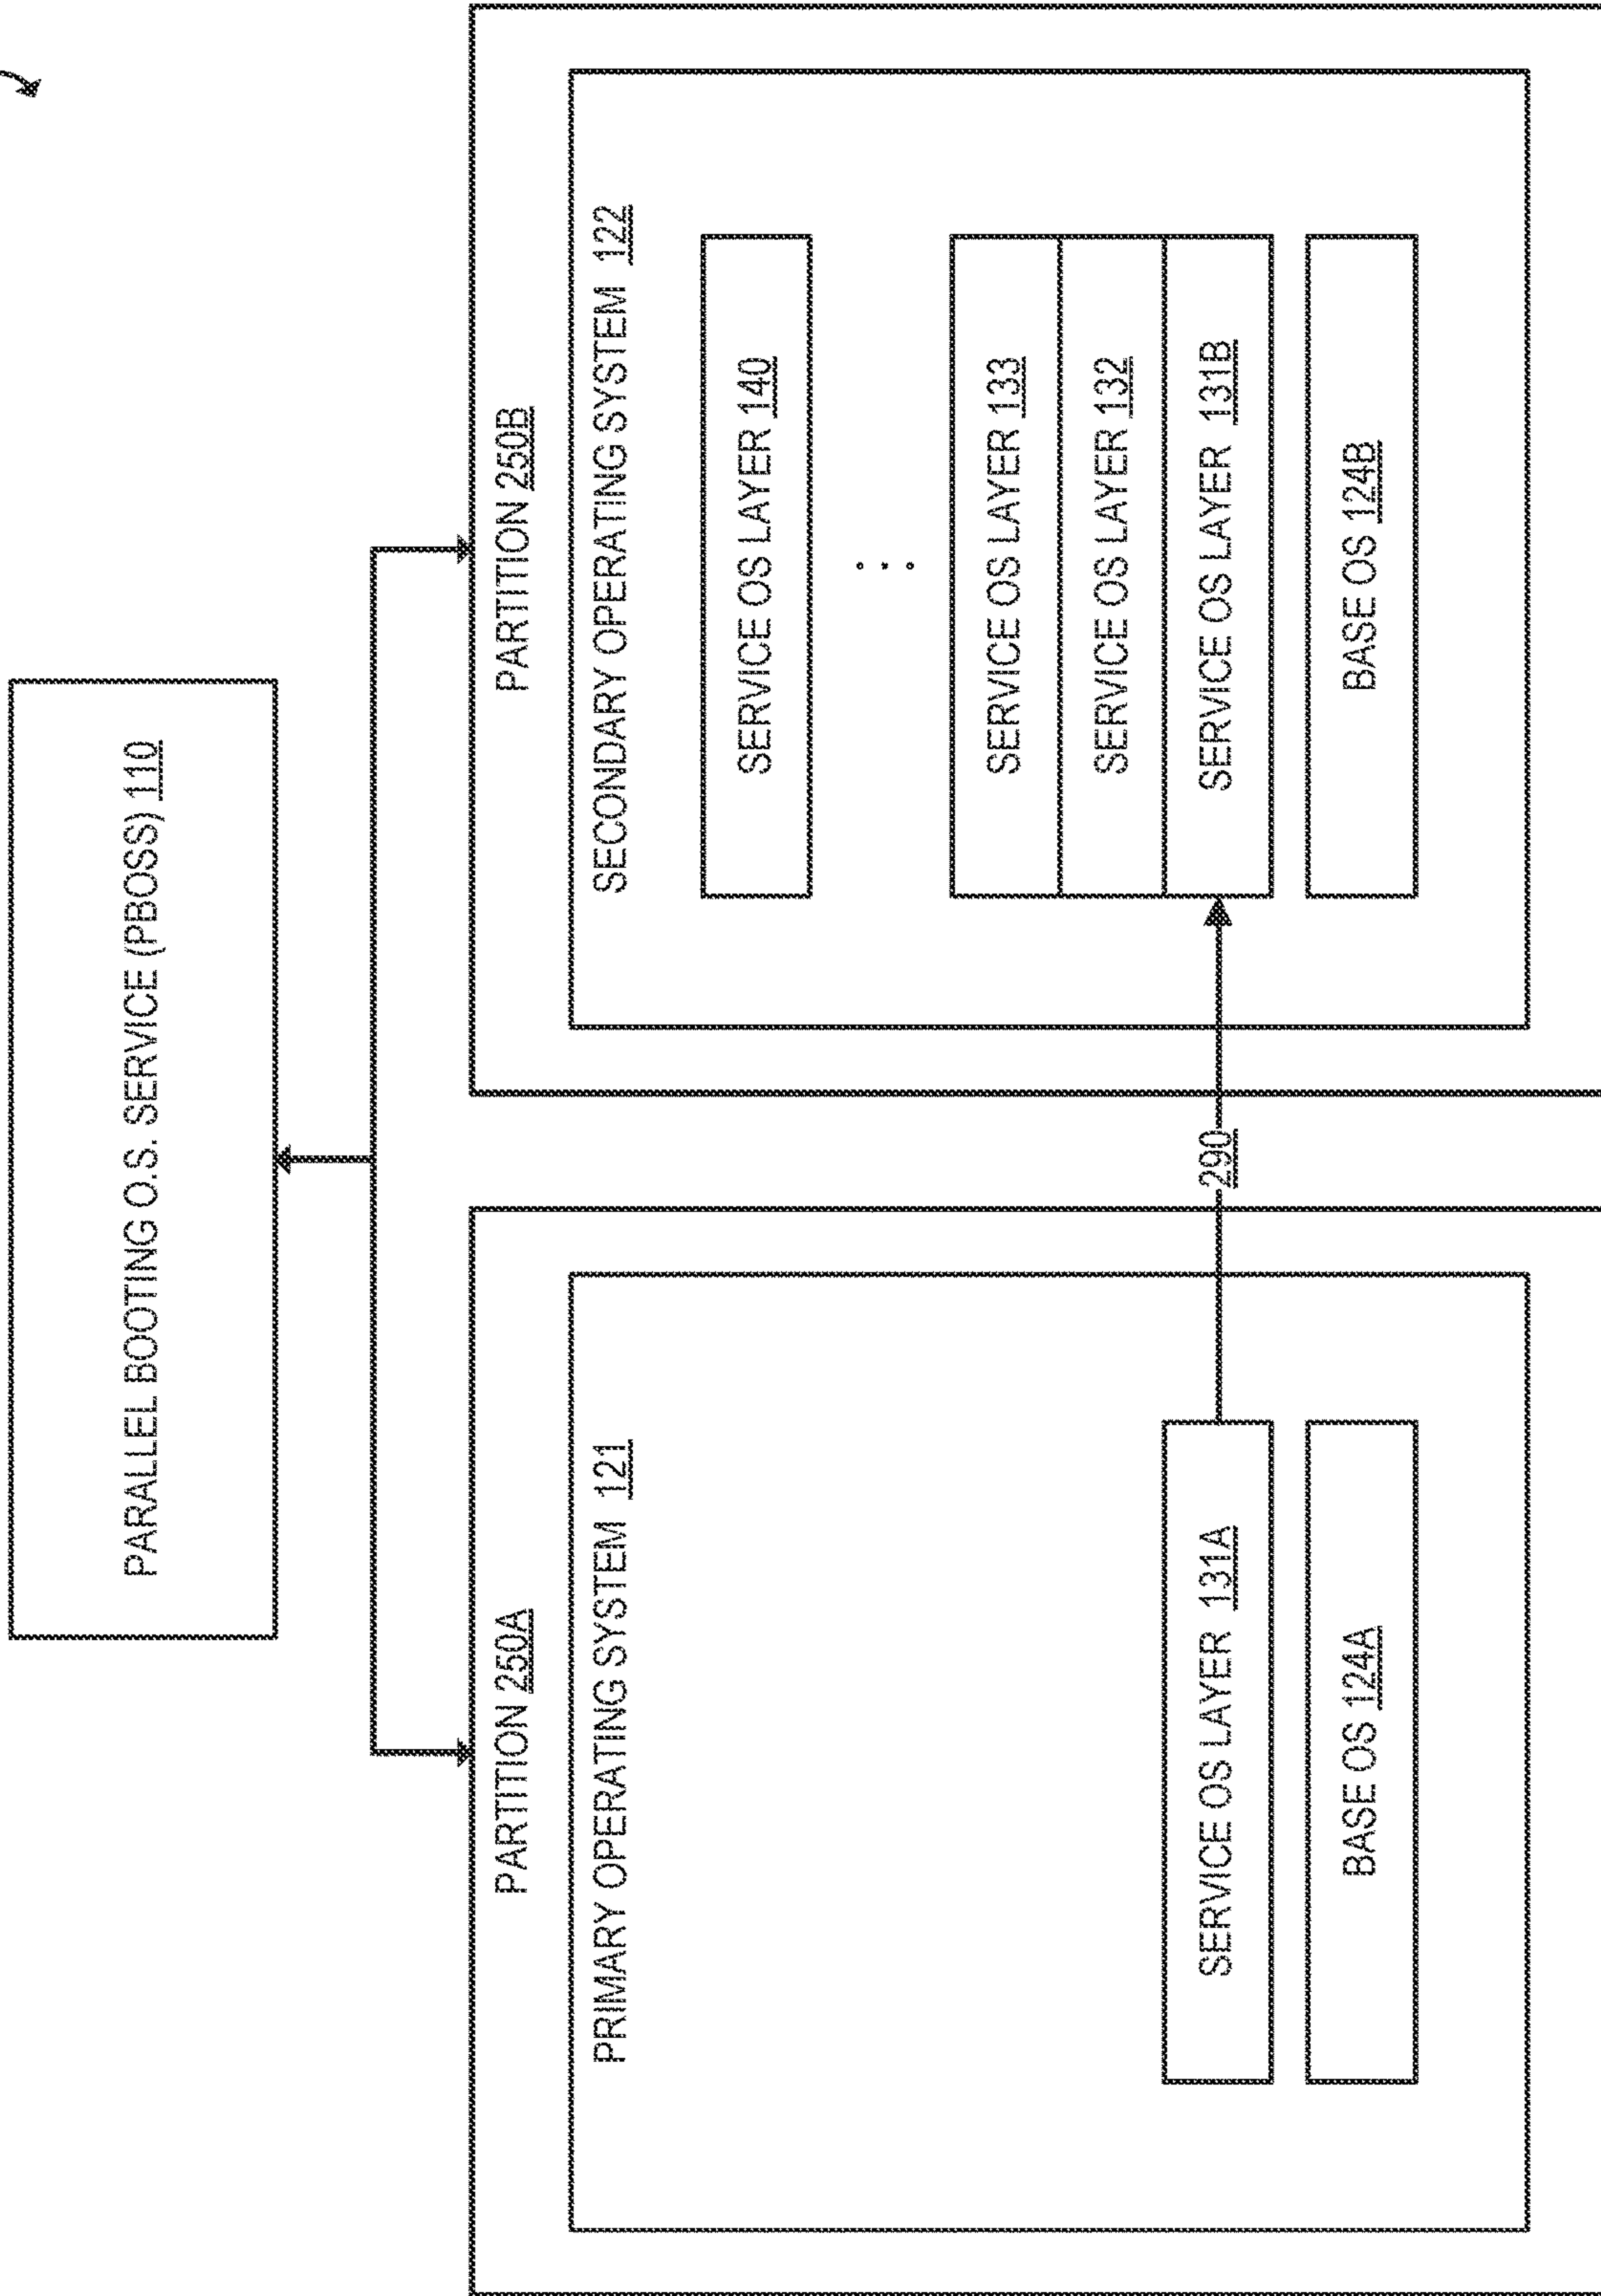 PARALLEL BOOTING O.S. SERVICE (PBOSS) 110
PARTITION 250A
PRIMARY OPERATING SYSTEM 121
SERVICE OS LAYER 131A
BASE OS 124A
290
PARTITION 250B
SECONDARY OPERATING SYSTEM 122
SERVICE OS LAYER 140
SERVICE OS LAYER 133
SERVICE OS LAYER 132
SERVICE OS LAYER 131B
BASE OS 124B